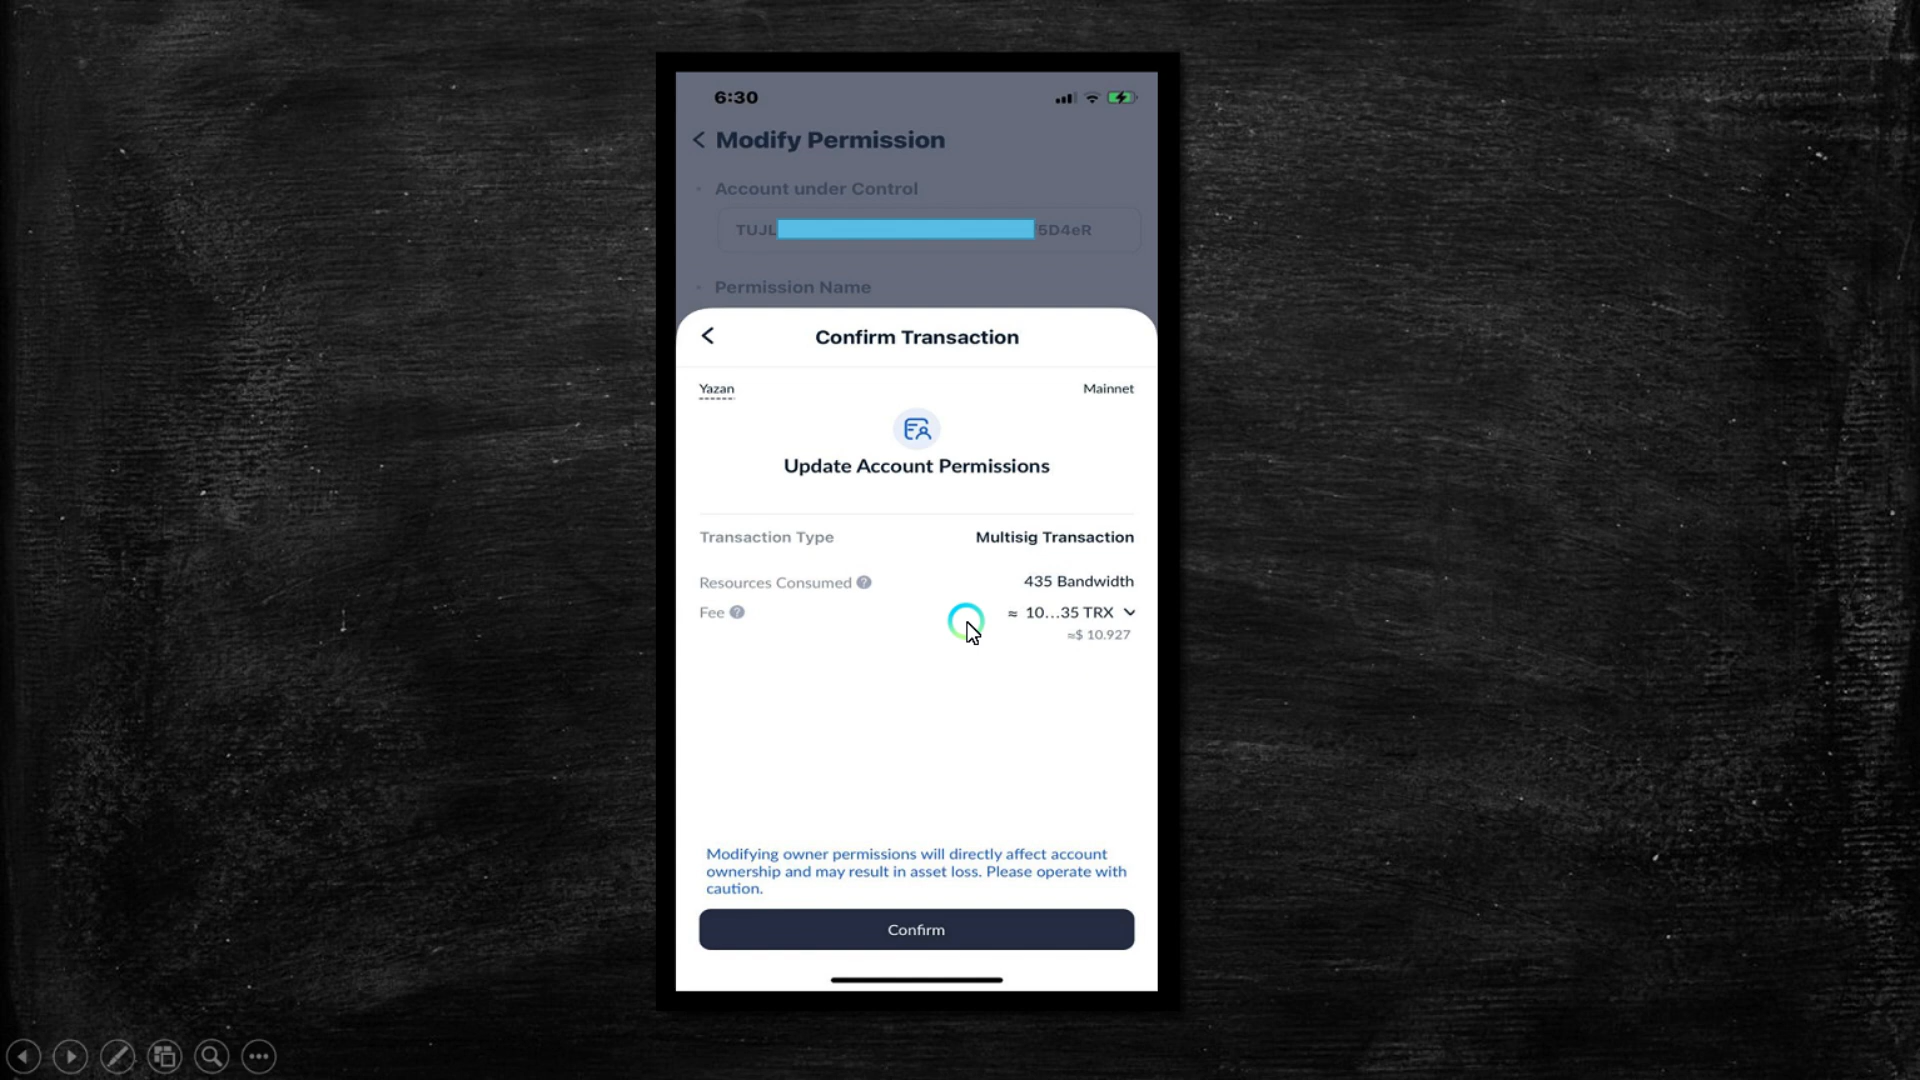 6:30
Modify Permission
Account under Control
TUJL 5D4eR
Permission Name
Confirm Transaction
Yazan Mainnet
Update Account Permissions
Transaction Type Multisig Transaction
Resources Consumed ? 435 Bandwidth
Fee ? ≈ 10...35 TRX
≈$ 10.927
Modifying owner permissions will directly affect account
ownership and may result in asset loss. Please operate with
caution.
Confirm